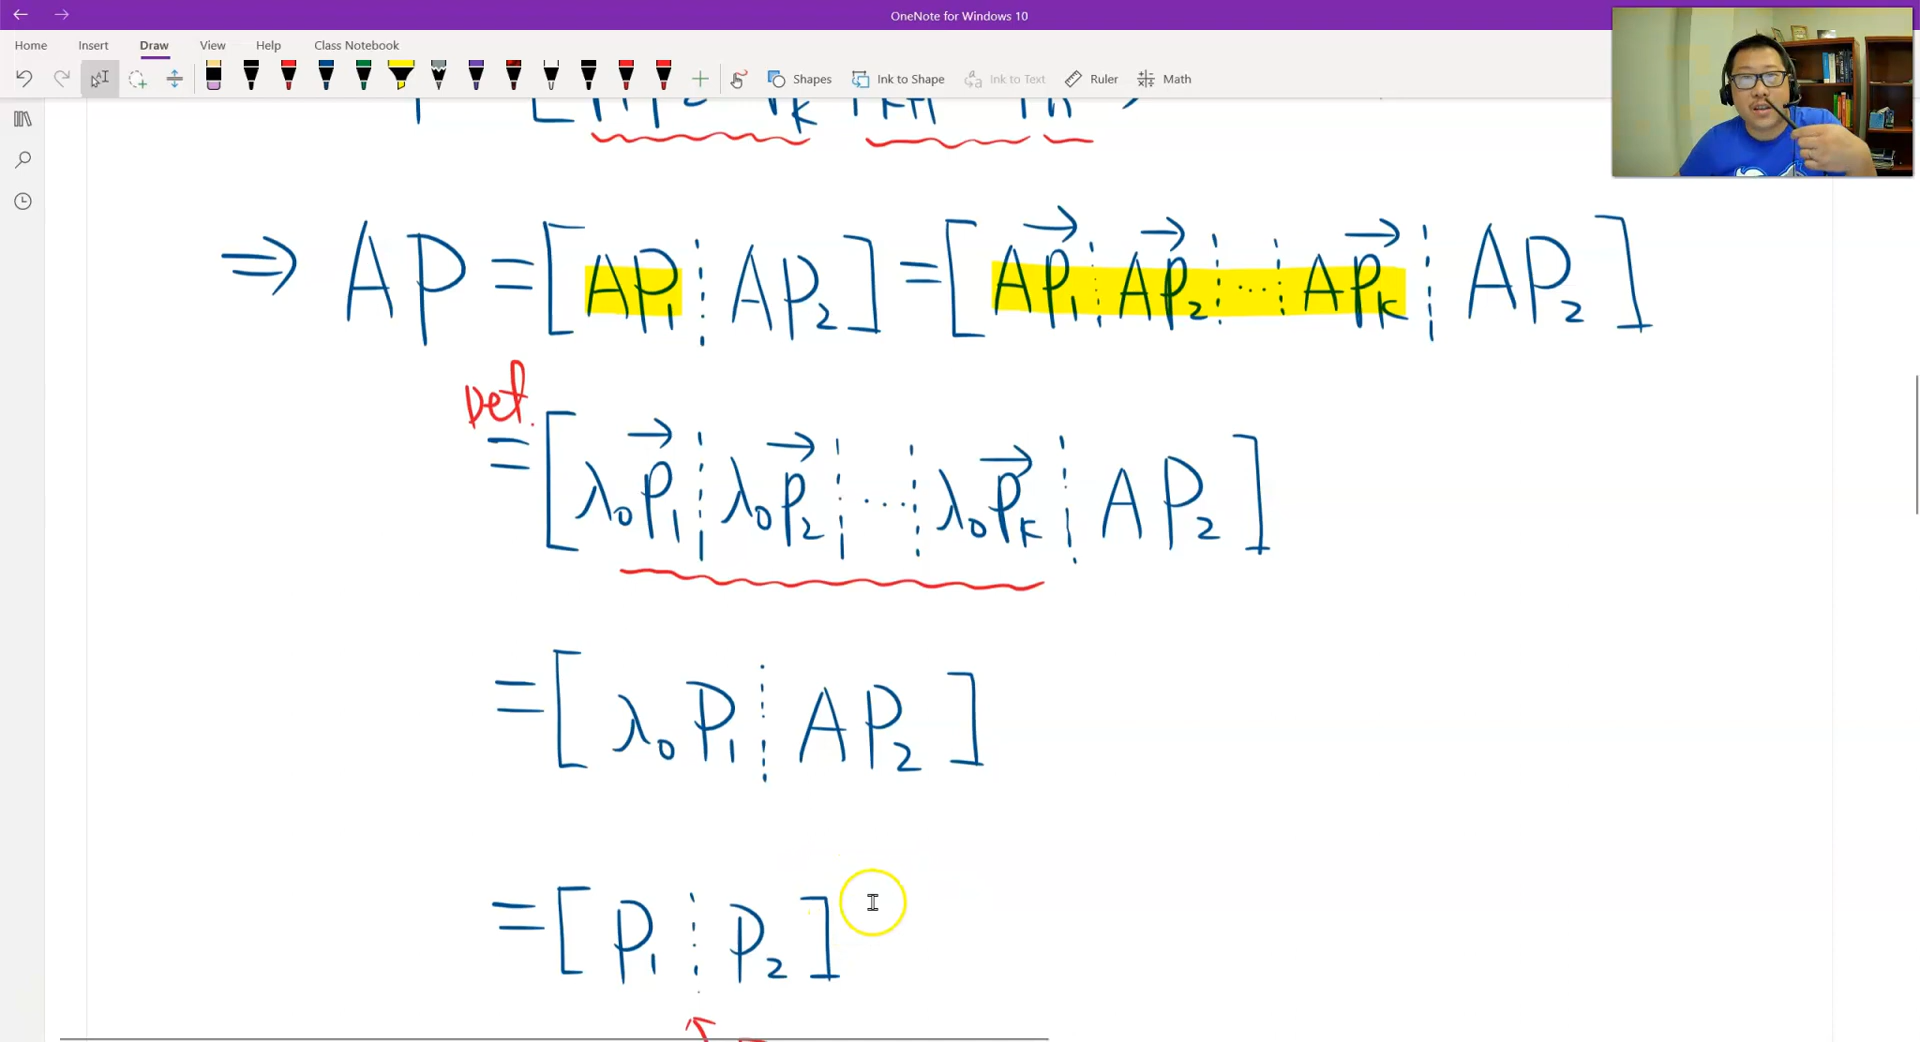 OneNote for Windows 10
Home Insert Draw View Help Class Notebook
Shapes Ink to Shape Ink to Text Ruler Math
⇒ AP = [AP₁ ⋮ AP₂] = [Ap⃗₁ ⋮ Ap⃗₂ ⋮ ⋯ ⋮ Ap⃗ₖ ⋮ AP₂]
Def.
= [λ₀p⃗₁ ⋮ λ₀p⃗₂ ⋮ ⋯ ⋮ λ₀p⃗ₖ ⋮ AP₂]
= [λ₀P₁ ⋮ AP₂]
= [P₁ ⋮ P₂]